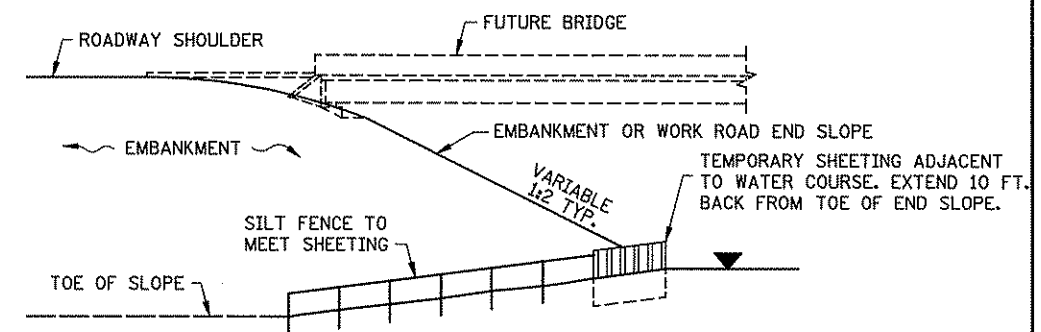 FUTURE BRIDGE
ROADWAY SHOULDER
EMBANKMENT OR WORK ROAD END SLOPE
EMBANKMENT
TEMPORARY SHEETING ADJACENT
TO WATER COURSE. EXTEND 10 FT.
BACK FROM TOE OF END SLOPE.
VARIABLE
1:2 TYP.
SILT FENCE TO
MEET SHEETING
TOE OF SLOPE